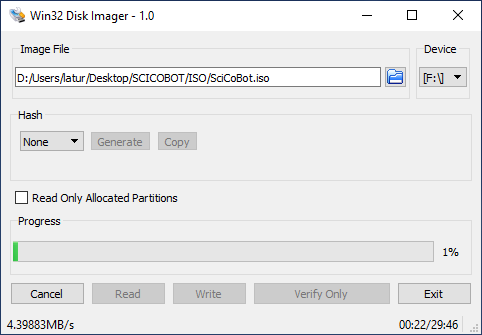 Win32 Disk Imager - 1.0
Image File
Device
D:/Users/latur/Desktop/SCICOBOT/ISO/SciCoBot.iso
[F:\]
Hash
None
Generate
Copy
Read Only Allocated Partitions
Progress
1%
Cancel
Read
Write
Verify Only
Exit
4.39883MB/s
00:22/29:46